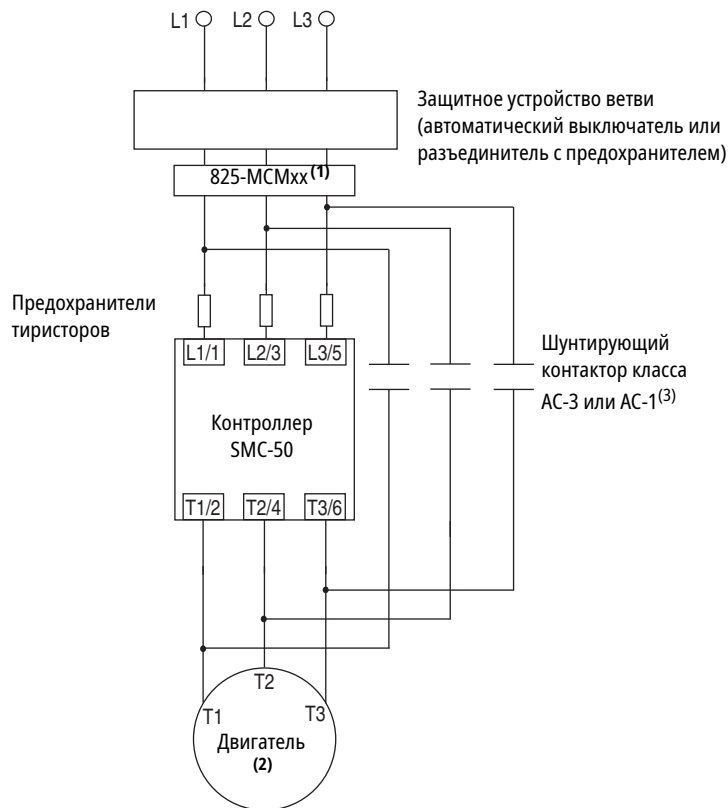 L1 L2 L3
Защитное устройство ветви
(автоматический выключатель или
разъединитель с предохранителем)
825-MCMxx (1)
Предохранители
тиристоров
L1/1 L2/3 L3/5
Шунтирующий
контактор класса
АС-3 или АС-1(3)
Контроллер
SMC-50
T1/2 T2/4 T3/6
T2
T1 T3
Двигатель
(2)